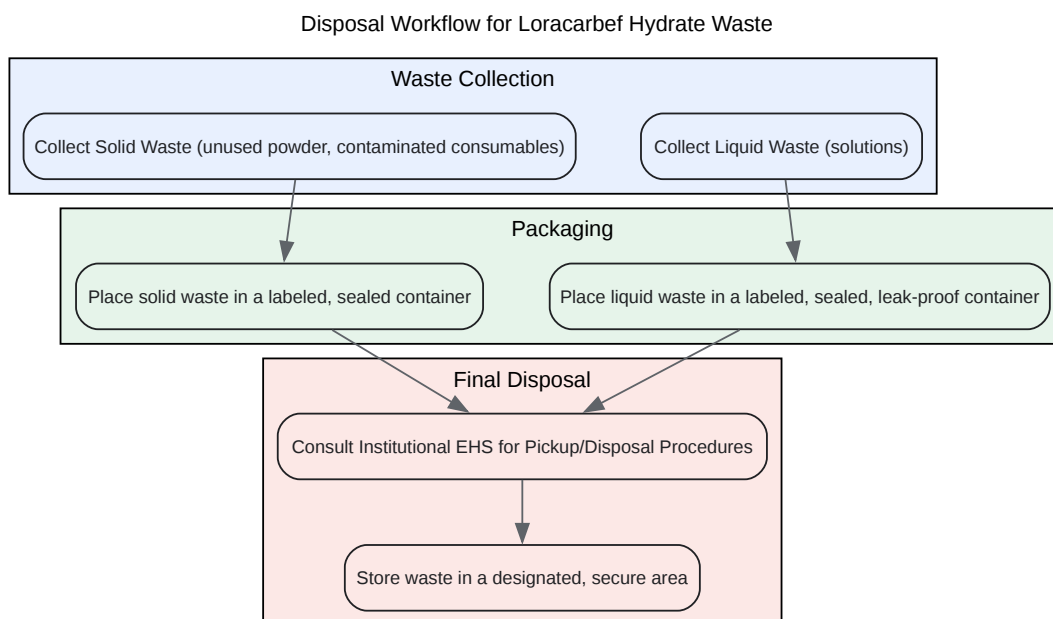 Disposal Workflow for Loracarbef Hydrate Waste
Waste Collection
Collect Solid Waste (unused powder, contaminated consumables)
Collect Liquid Waste (solutions)
Packaging
Place solid waste in a labeled, sealed container
Place liquid waste in a labeled, sealed, leak-proof container
Final Disposal
Consult Institutional EHS for Pickup/Disposal Procedures
Store waste in a designated, secure area